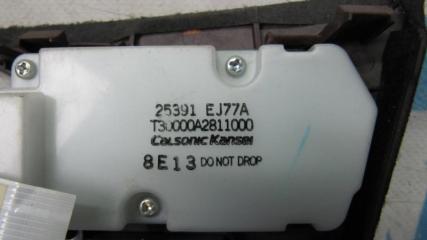 25391 EJ77A
T30000A2811000
Calsonic Kansei
8E13 DO NOT DROP